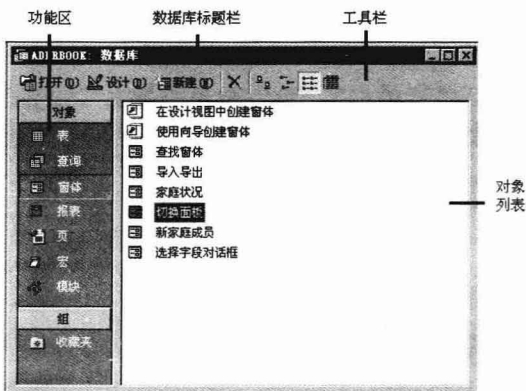 功能区 数据库标题栏 工具栏
ADDRBOOK: 数据库
打开(O) 设计(D) 新建(N)
对象
表
查询
窗体
报表
页
宏
模块
组
收藏夹
在设计视图中创建窗体
使用向导创建窗体
查找窗体
导入导出
家庭状况
切换面板
新家庭成员
选择字段对话框
对象
列表